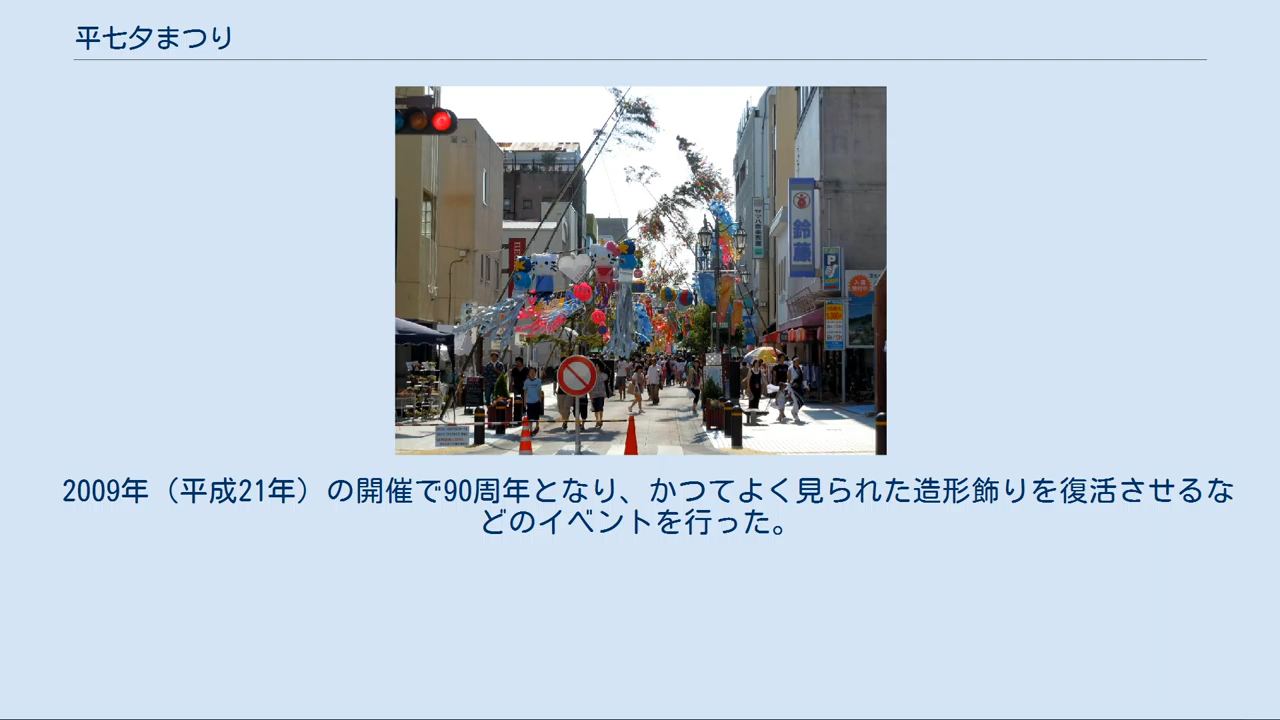 平七夕まつり
鈴藤
P
2009年（平成21年）の開催で90周年となり、かつてよく見られた造形飾りを復活させるな
どのイベントを行った。